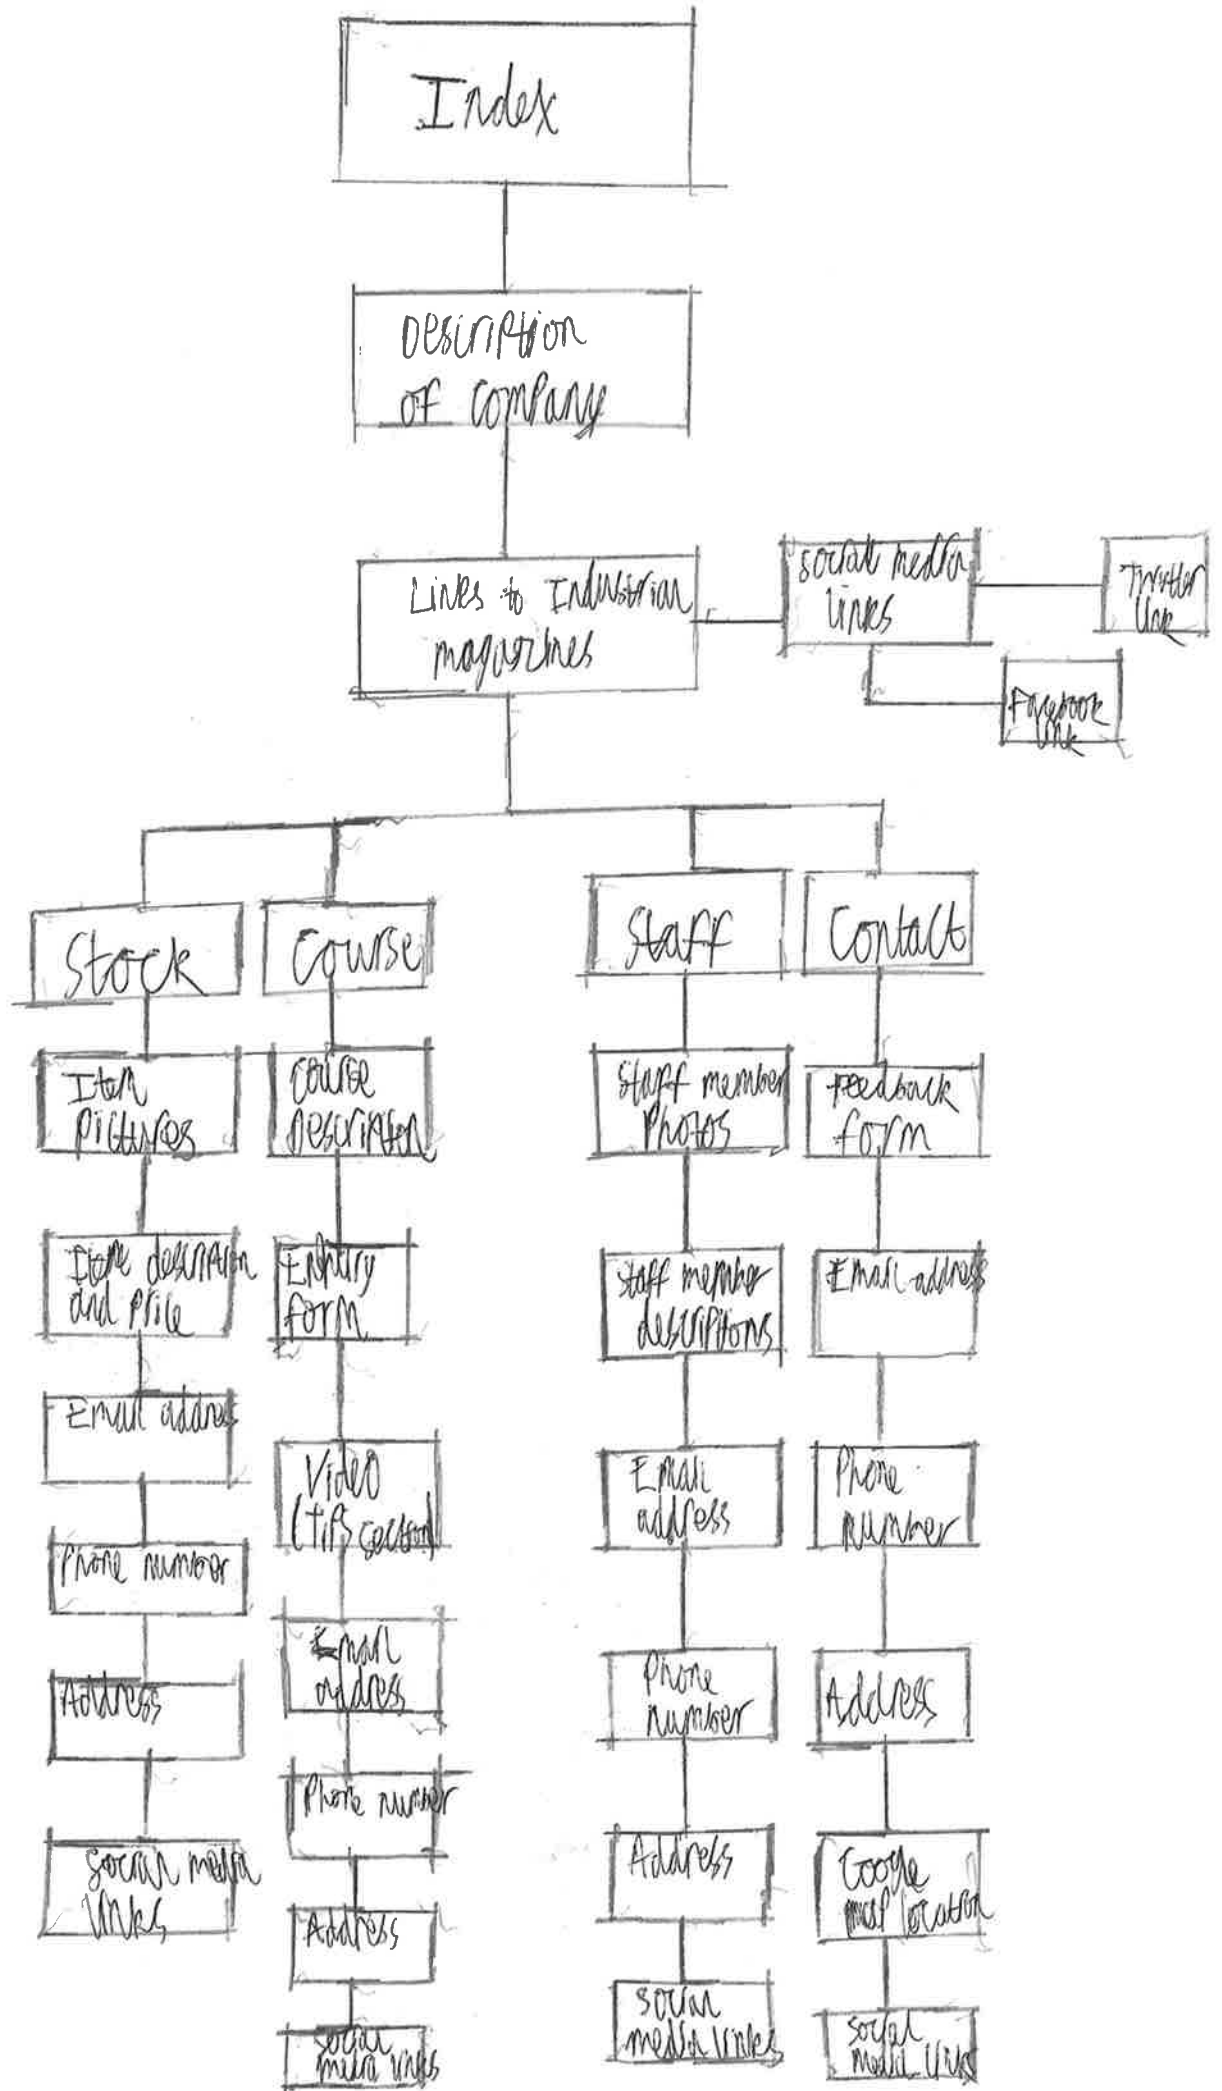 Index
Description
of company
Links to Industrial
magazines
social media
links
Twitter
link
Facebook
link
Stock
Course
Staff
Contact
Item
pictures
Course
Description
Staff member
Photos
Feedback
form
Item description
and price
form
Staff member
descriptions
Email address
Email address
Video
(tips section)
Email
address
Phone
number
Phone number
Email
address
Phone
number
Address
Address
Phone number
Address
Google
map location
social media
links
Address
social
media links
social
media links
social
media links